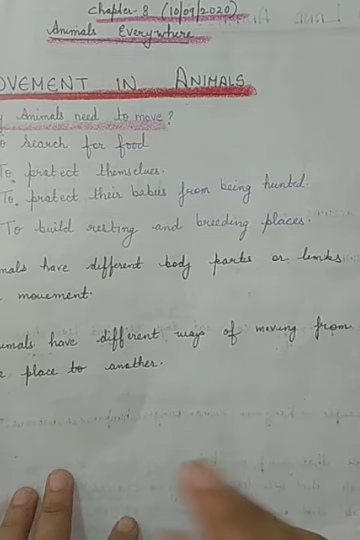 Chapter-8 (10/09/2020)
Animals Everywhere
OVEMENT IN ANIMALS
y animals need to move?
o search for food
To protect themselves.
To protect their babies from being hunted.
To build resting and breeding places.
mals have different body parts or limbs
movement.
imals have different ways of moving from
e place to another.